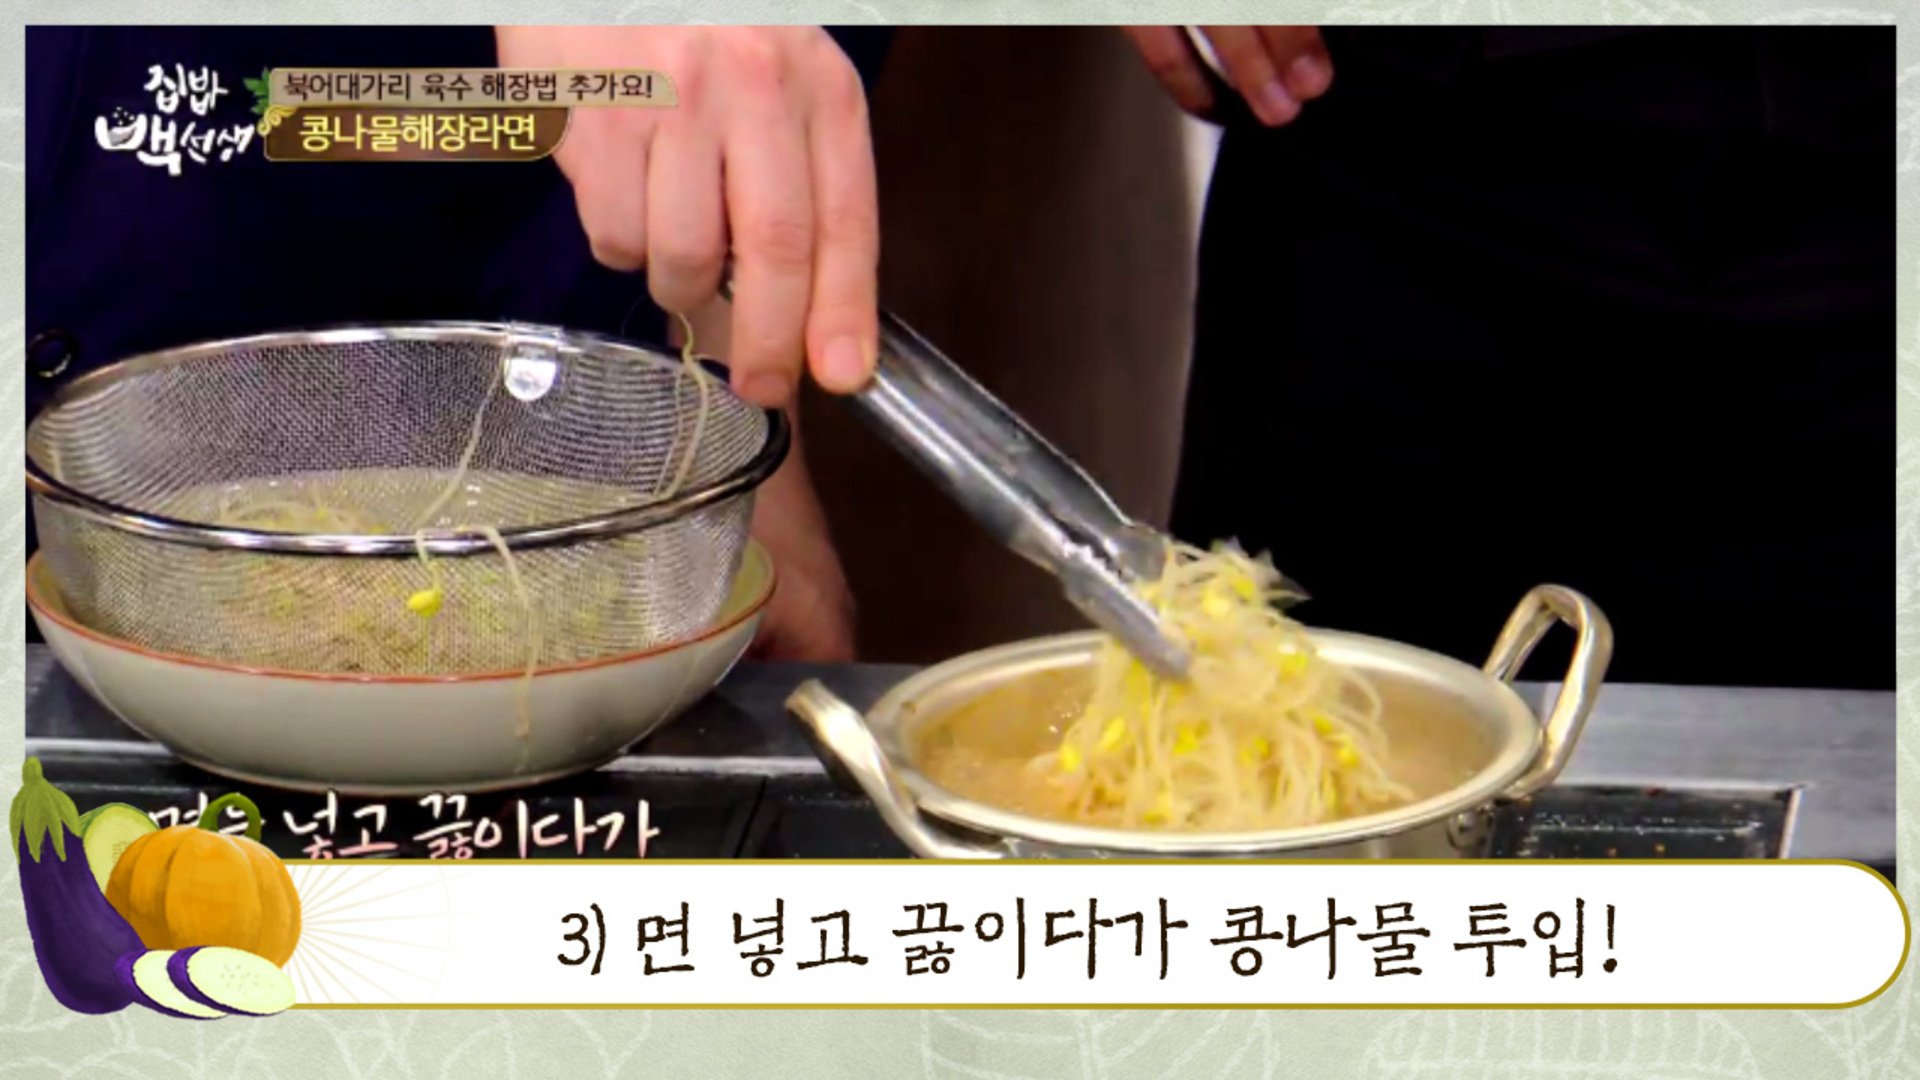 집밥
백선생
북어대가리 육수 해장법 추가요!
콩나물해장라면
넣고 끓이다가
3) 면 넣고 끓이다가 콩나물 투입!